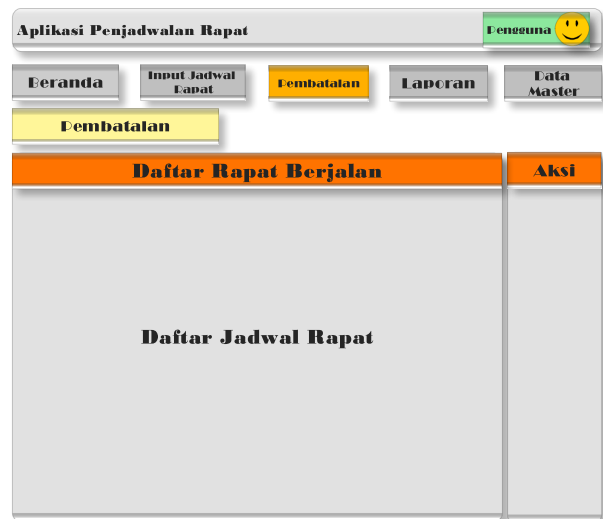 Aplikasi Penjadwalan Rapat
Pengguna
Beranda
Input Jadwal
Rapat
Pembatalan
Laporan
Data
Master
Pembatalan
Daftar Rapat Berjalan
Aksi
Daftar Jadwal Rapat